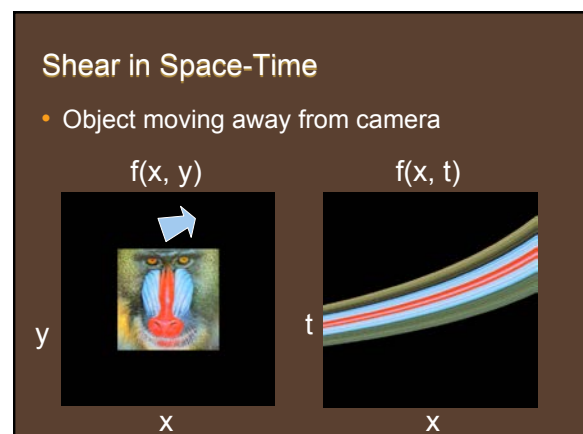 Shear in Space-Time
• Object moving away from camera
f(x, y) f(x, t)
y t
x x